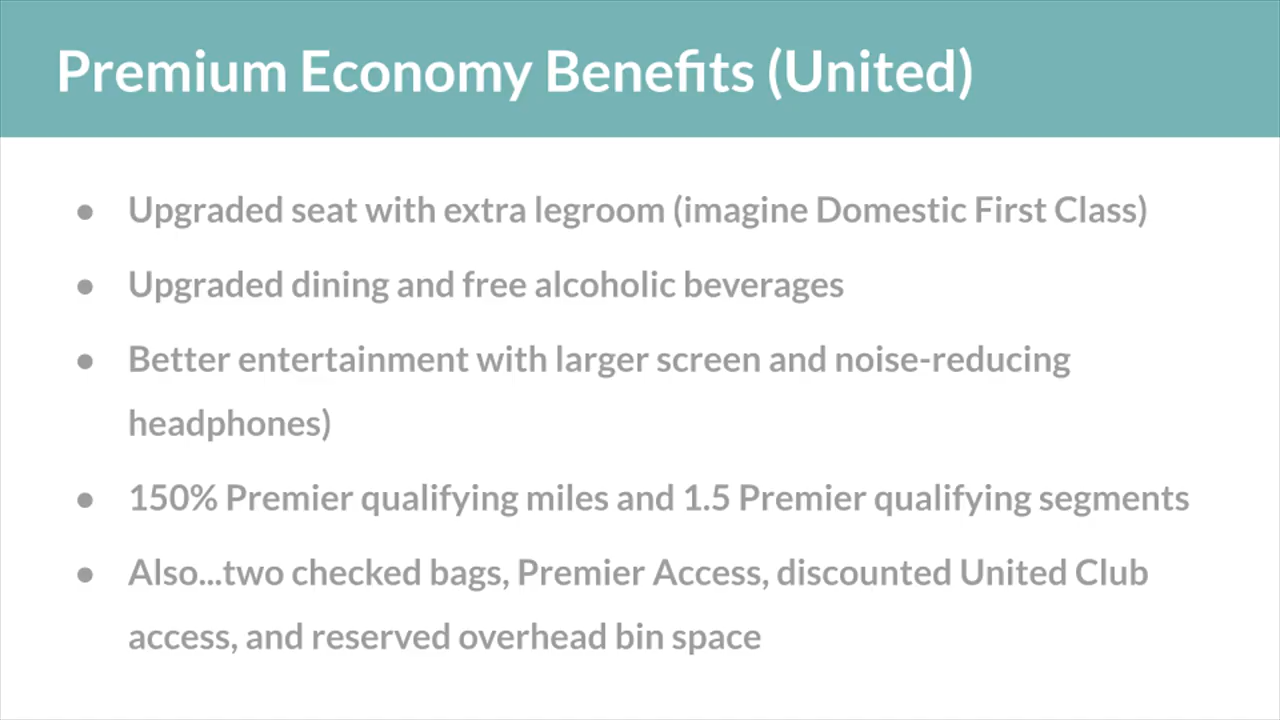 Premium Economy Benefits (United)
● Upgraded seat with extra legroom (imagine Domestic First Class)
● Upgraded dining and free alcoholic beverages
● Better entertainment with larger screen and noise-reducing
headphones)
● 150% Premier qualifying miles and 1.5 Premier qualifying segments
● Also...two checked bags, Premier Access, discounted United Club
access, and reserved overhead bin space